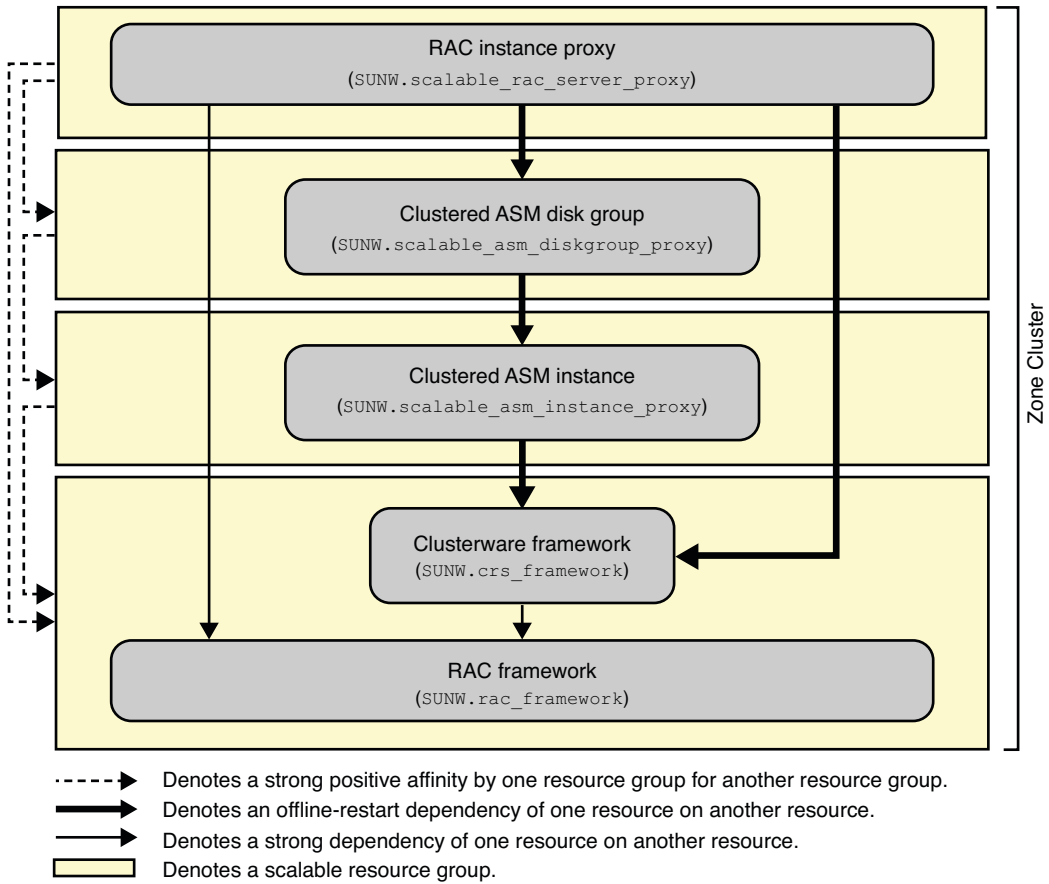 RAC instance proxy
(SUNW.scalable_rac_server_proxy)
Clustered ASM disk group
(SUNW.scalable_asm_diskgroup_proxy)
Clustered ASM instance
(SUNW.scalable_asm_instance_proxy)
Zone Cluster
Clusterware framework
(SUNW.crs_framework)
RAC framework
(SUNW.rac_framework)
Denotes a strong positive affinity by one resource group for another resource group.
Denotes an offline-restart dependency of one resource on another resource.
Denotes a strong dependency of one resource on another resource.
Denotes a scalable resource group.